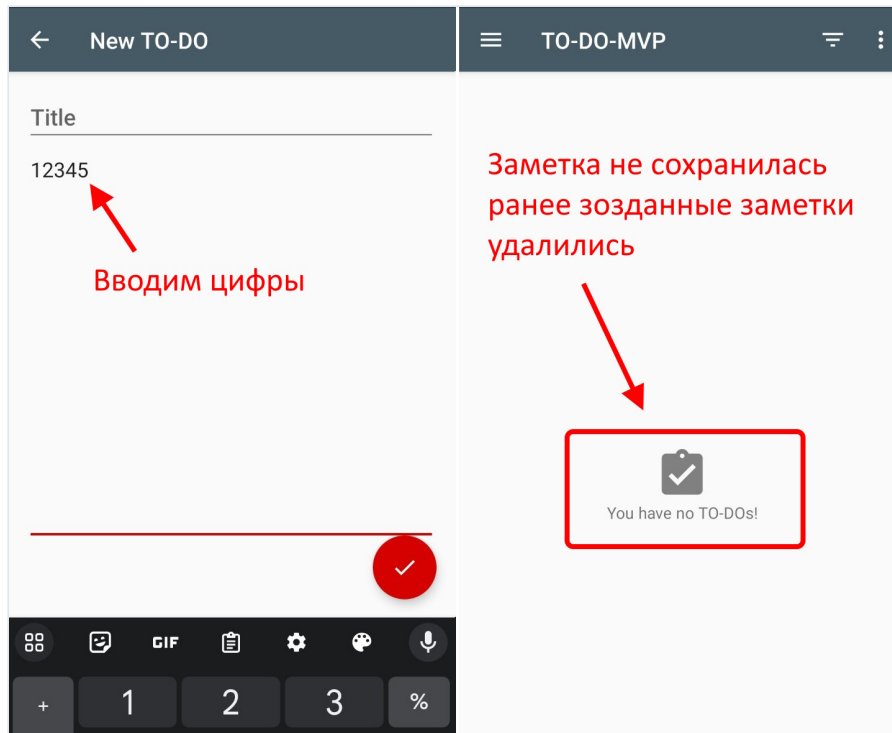 New TO-DO
Title
12345
Вводим цифры
GIF
+ 1 2 3 %
TO-DO-MVP
Заметка не сохранилась
ранее зозданные заметки
удалились
You have no TO-DOs!